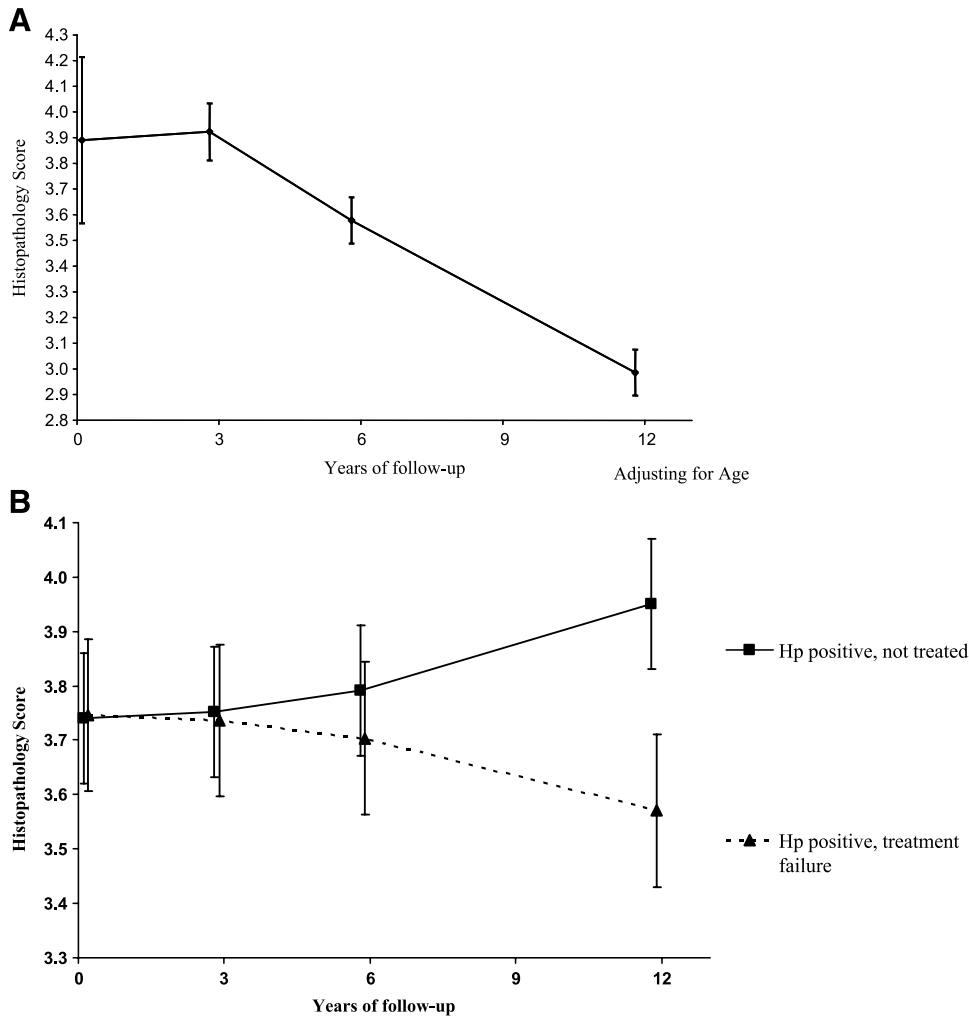 A
4.3
4.2
4.1
4.0
3.9
3.8
3.7
3.6
3.5
3.4
3.3
3.2
3.1
3.0
2.9
2.8
Histopathology Score
0 3 6 9 12
Years of follow-up
Adjusting for Age
B
4.1
4.0
3.9
3.8
3.7
3.6
3.5
3.4
3.3
Histopathology Score
0 3 6 9 12
Years of follow-up
Hp positive, not treated
Hp positive, treatment
failure